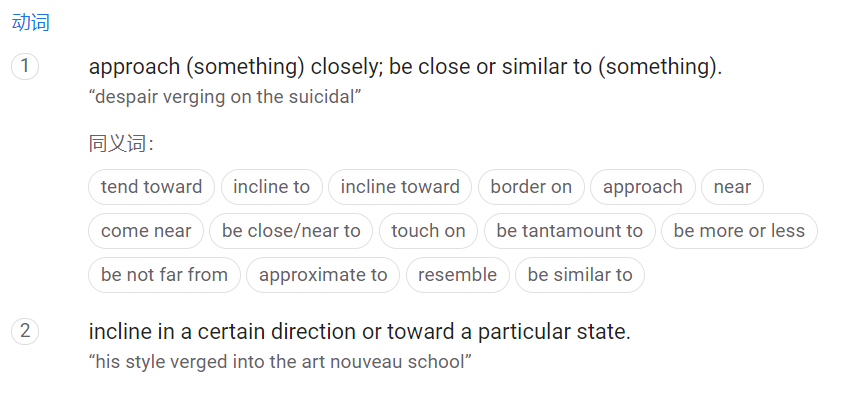 动词
1 approach (something) closely; be close or similar to (something).
“despair verging on the suicidal”
同义词：
tend toward incline to incline toward border on approach near
come near be close/near to touch on be tantamount to be more or less
be not far from approximate to resemble be similar to
2 incline in a certain direction or toward a particular state.
“his style verged into the art nouveau school”